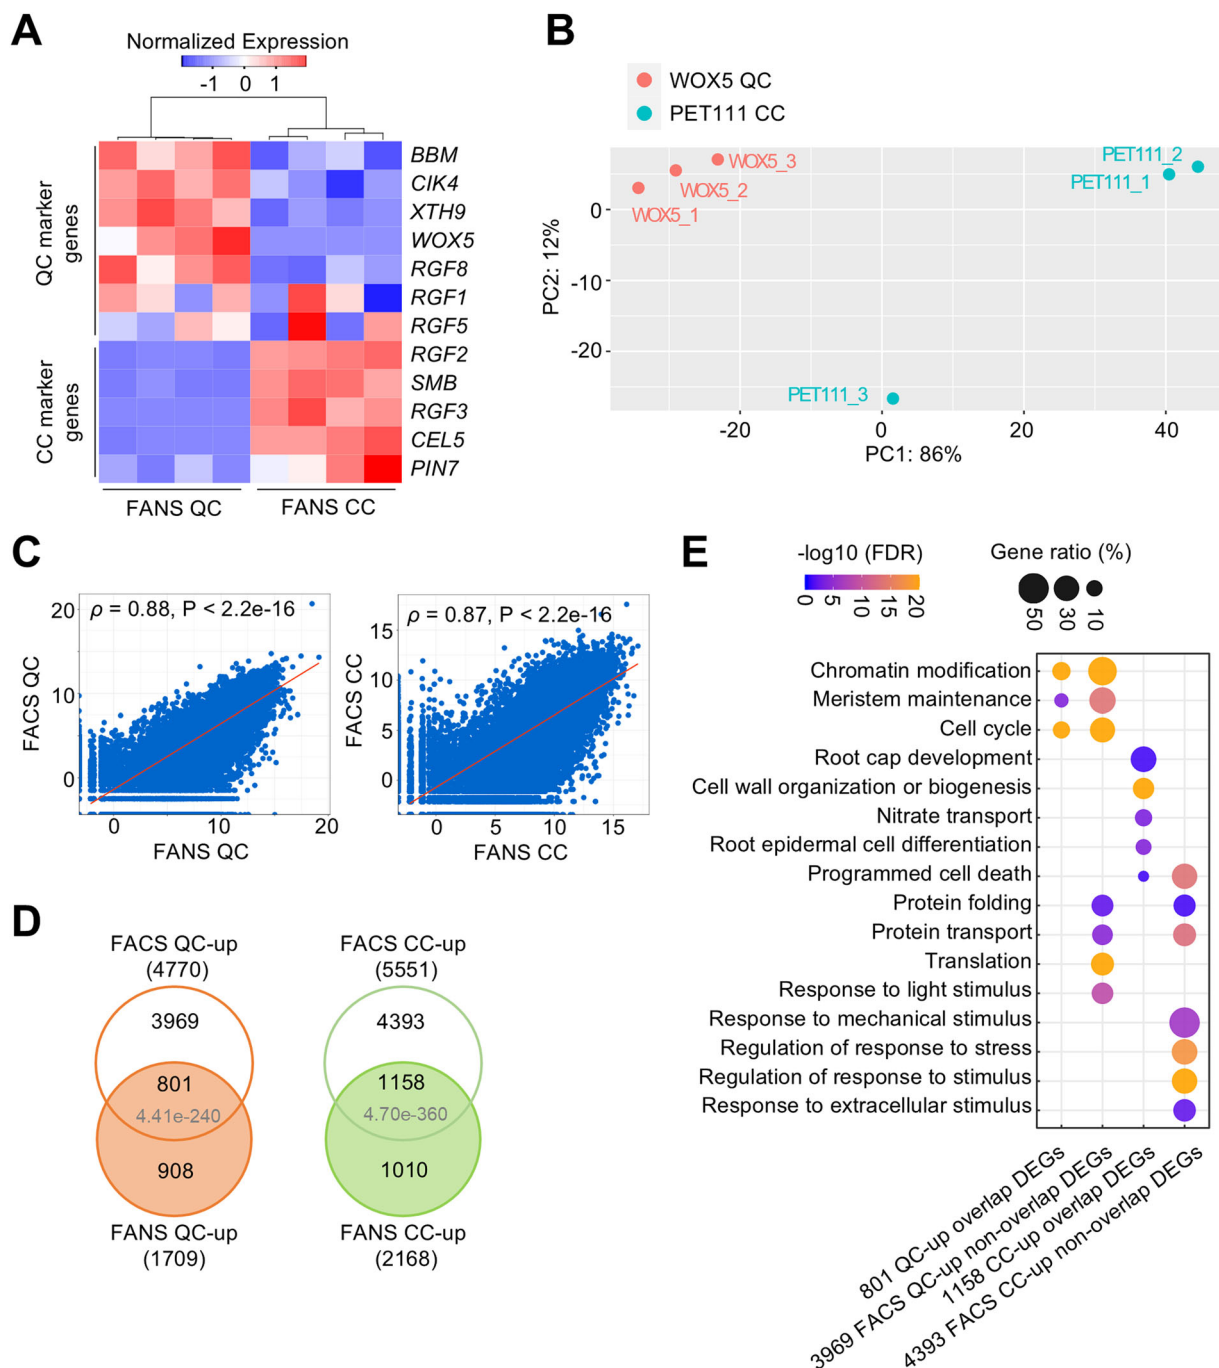 A
Normalized Expression
-1 0 1
QC marker
genes
CC marker
genes
BBM
CIK4
XTH9
WOX5
RGF8
RGF1
RGF5
RGF2
SMB
RGF3
CEL5
PIN7
FANS QC FANS CC
B
WOX5 QC
PET111 CC
WOX5_3
WOX5_2
WOX5_1
PET111_2
PET111_1
PET111_3
PC2: 12%
0
-10
-20
-20 0 20 40
PC1: 86%
C
ρ = 0.88, P < 2.2e-16
FACS QC
20
10
0
0 10 20
FANS QC
ρ = 0.87, P < 2.2e-16
FACS CC
15
10
5
0
0 5 10 15
FANS CC
D
FACS QC-up
(4770)
3969
801
4.41e-240
908
FANS QC-up
(1709)
FACS CC-up
(5551)
4393
1158
4.70e-360
1010
FANS CC-up
(2168)
E
-log10 (FDR)
0 5 10 15 20
Gene ratio (%)
50 30 10
Chromatin modification
Meristem maintenance
Cell cycle
Root cap development
Cell wall organization or biogenesis
Nitrate transport
Root epidermal cell differentiation
Programmed cell death
Protein folding
Protein transport
Translation
Response to light stimulus
Response to mechanical stimulus
Regulation of response to stress
Regulation of response to stimulus
Response to extracellular stimulus
801 QC-up overlap DEGs
3969 FACS QC-up non-overlap DEGs
1158 CC-up overlap DEGs
4393 FACS CC-up non-overlap DEGs